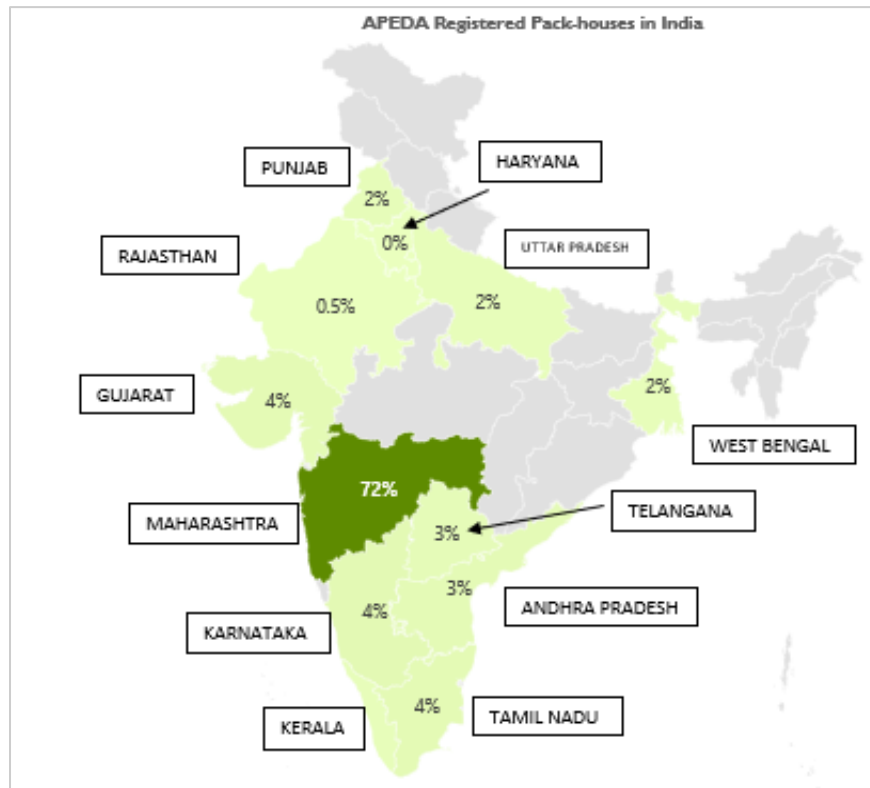 APEDA Registered Pack-houses in India
PUNJAB
HARYANA
2%
RAJASTHAN
0%
UTTAR PRADESH
0.5%
2%
GUJARAT
4%
2%
WEST BENGAL
72%
MAHARASHTRA
TELANGANA
3%
3%
ANDHRA PRADESH
KARNATAKA
4%
KERALA
4%
TAMIL NADU